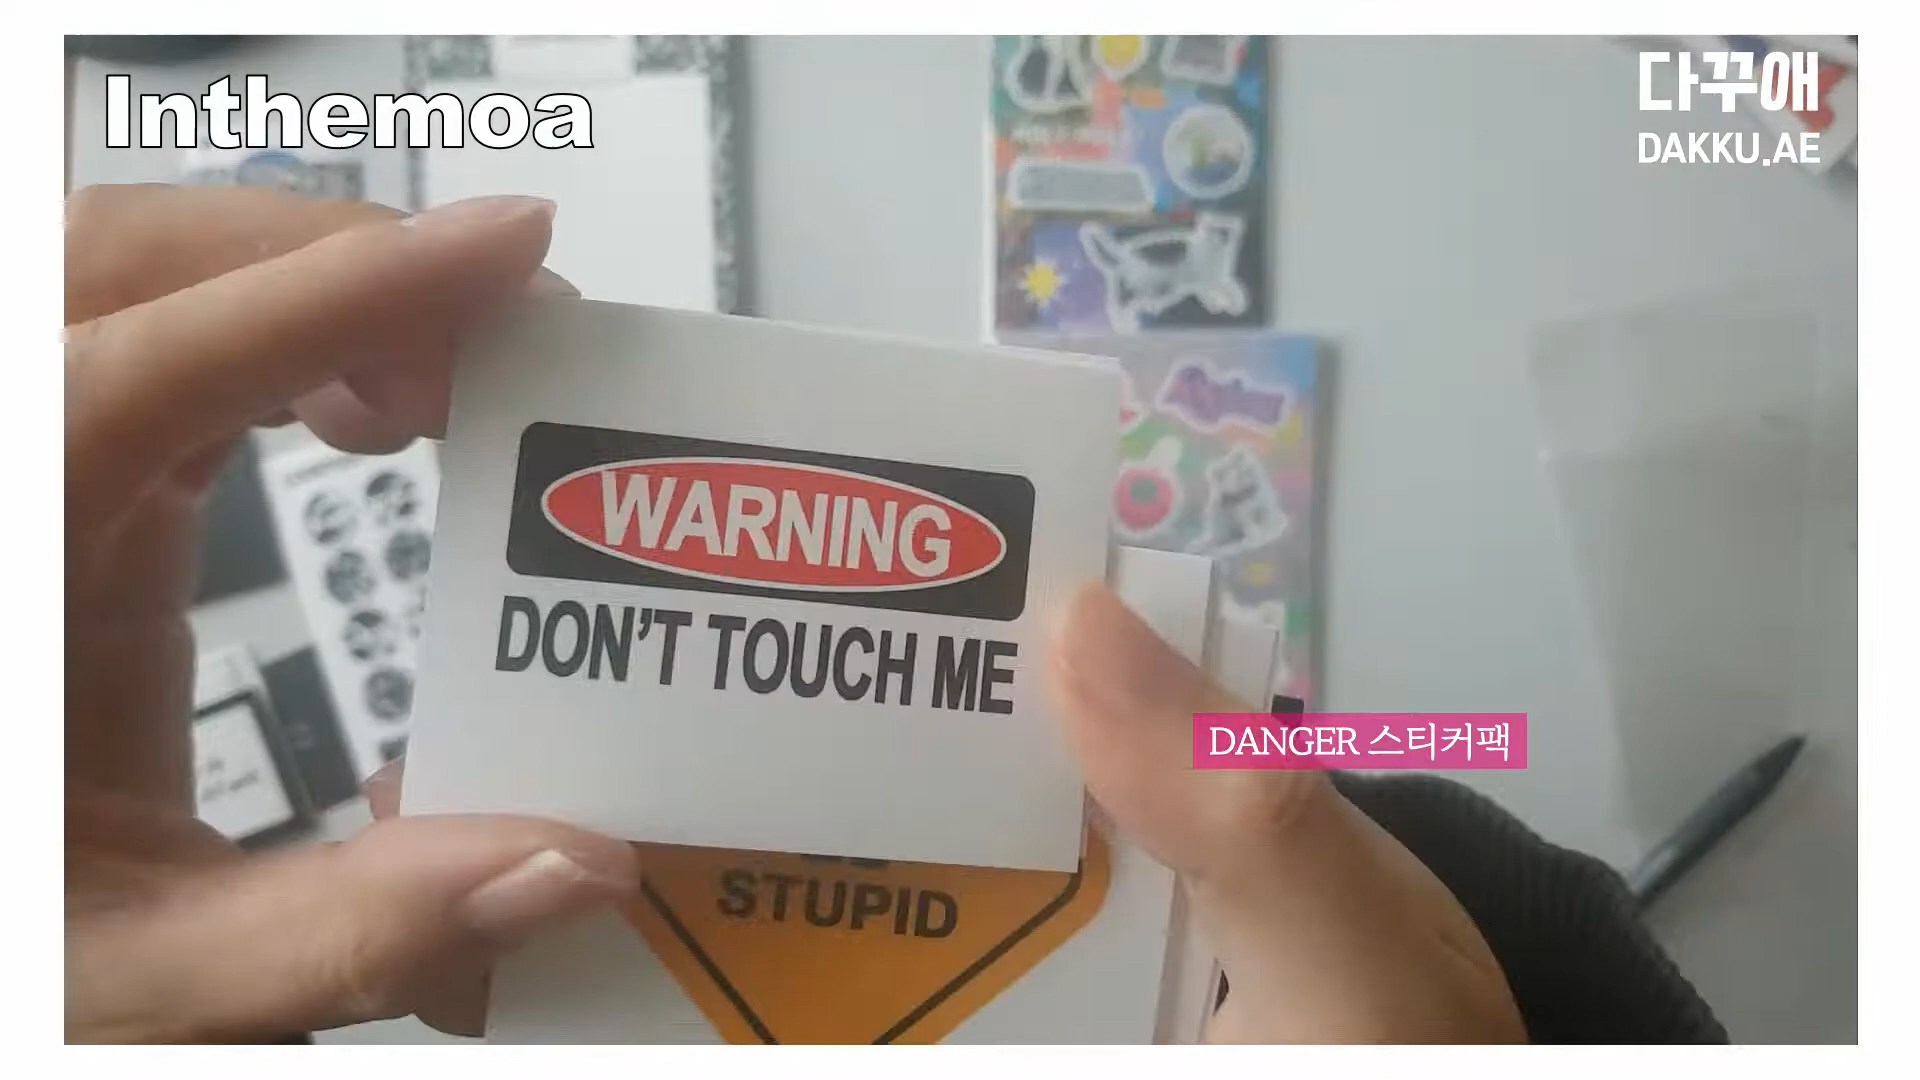 Inthemoa
다꾸애
DAKKU.AE
WARNING
DON'T TOUCH ME
DANGER 스티커팩
STUPID